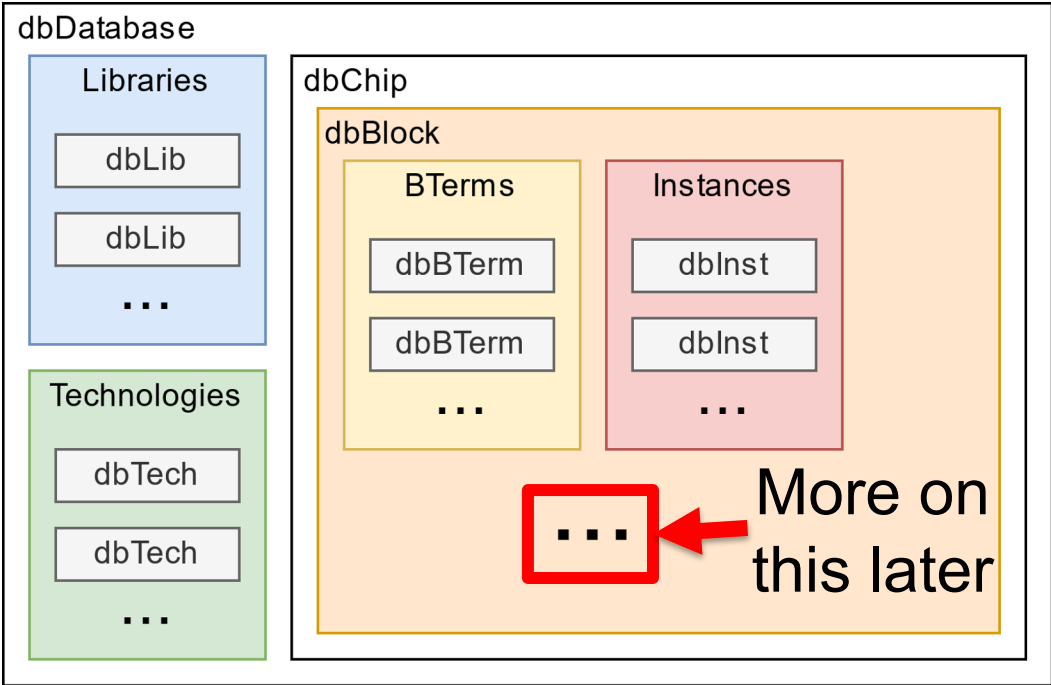 dbDatabase
Libraries
dbLib
dbLib
...
Technologies
dbTech
dbTech
...
dbChip
dbBlock
BTerms
dbBTerm
dbBTerm
...
Instances
dbInst
dbInst
...
...
More on
this later